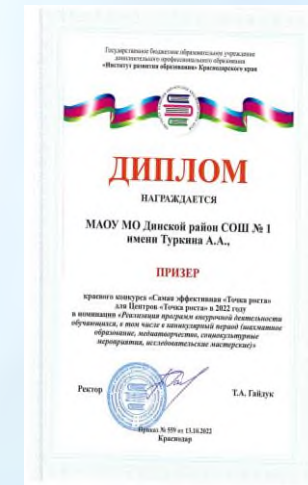 Государственное бюджетное образовательное учреждение
дополнительного профессионального образования
«Институт развития образования» Краснодарского края
ДИПЛОМ
НАГРАЖДАЕТСЯ
МАОУ МО Динской район СОШ № 1
имени Туркина А.А.,
ПРИЗЕР
краевого конкурса «Самая эффективная «Точка роста»
для Центров «Точка роста» в 2022 году
в номинации «Реализация программ внеурочной деятельности
обучающихся, в том числе в каникулярный период (шахматное
образование, медиатворчество, социокультурные
мероприятия, исследовательские мастерские)»
Ректор
Т.А. Гайдук
Приказ № 559 от 13.10.2022
Краснодар